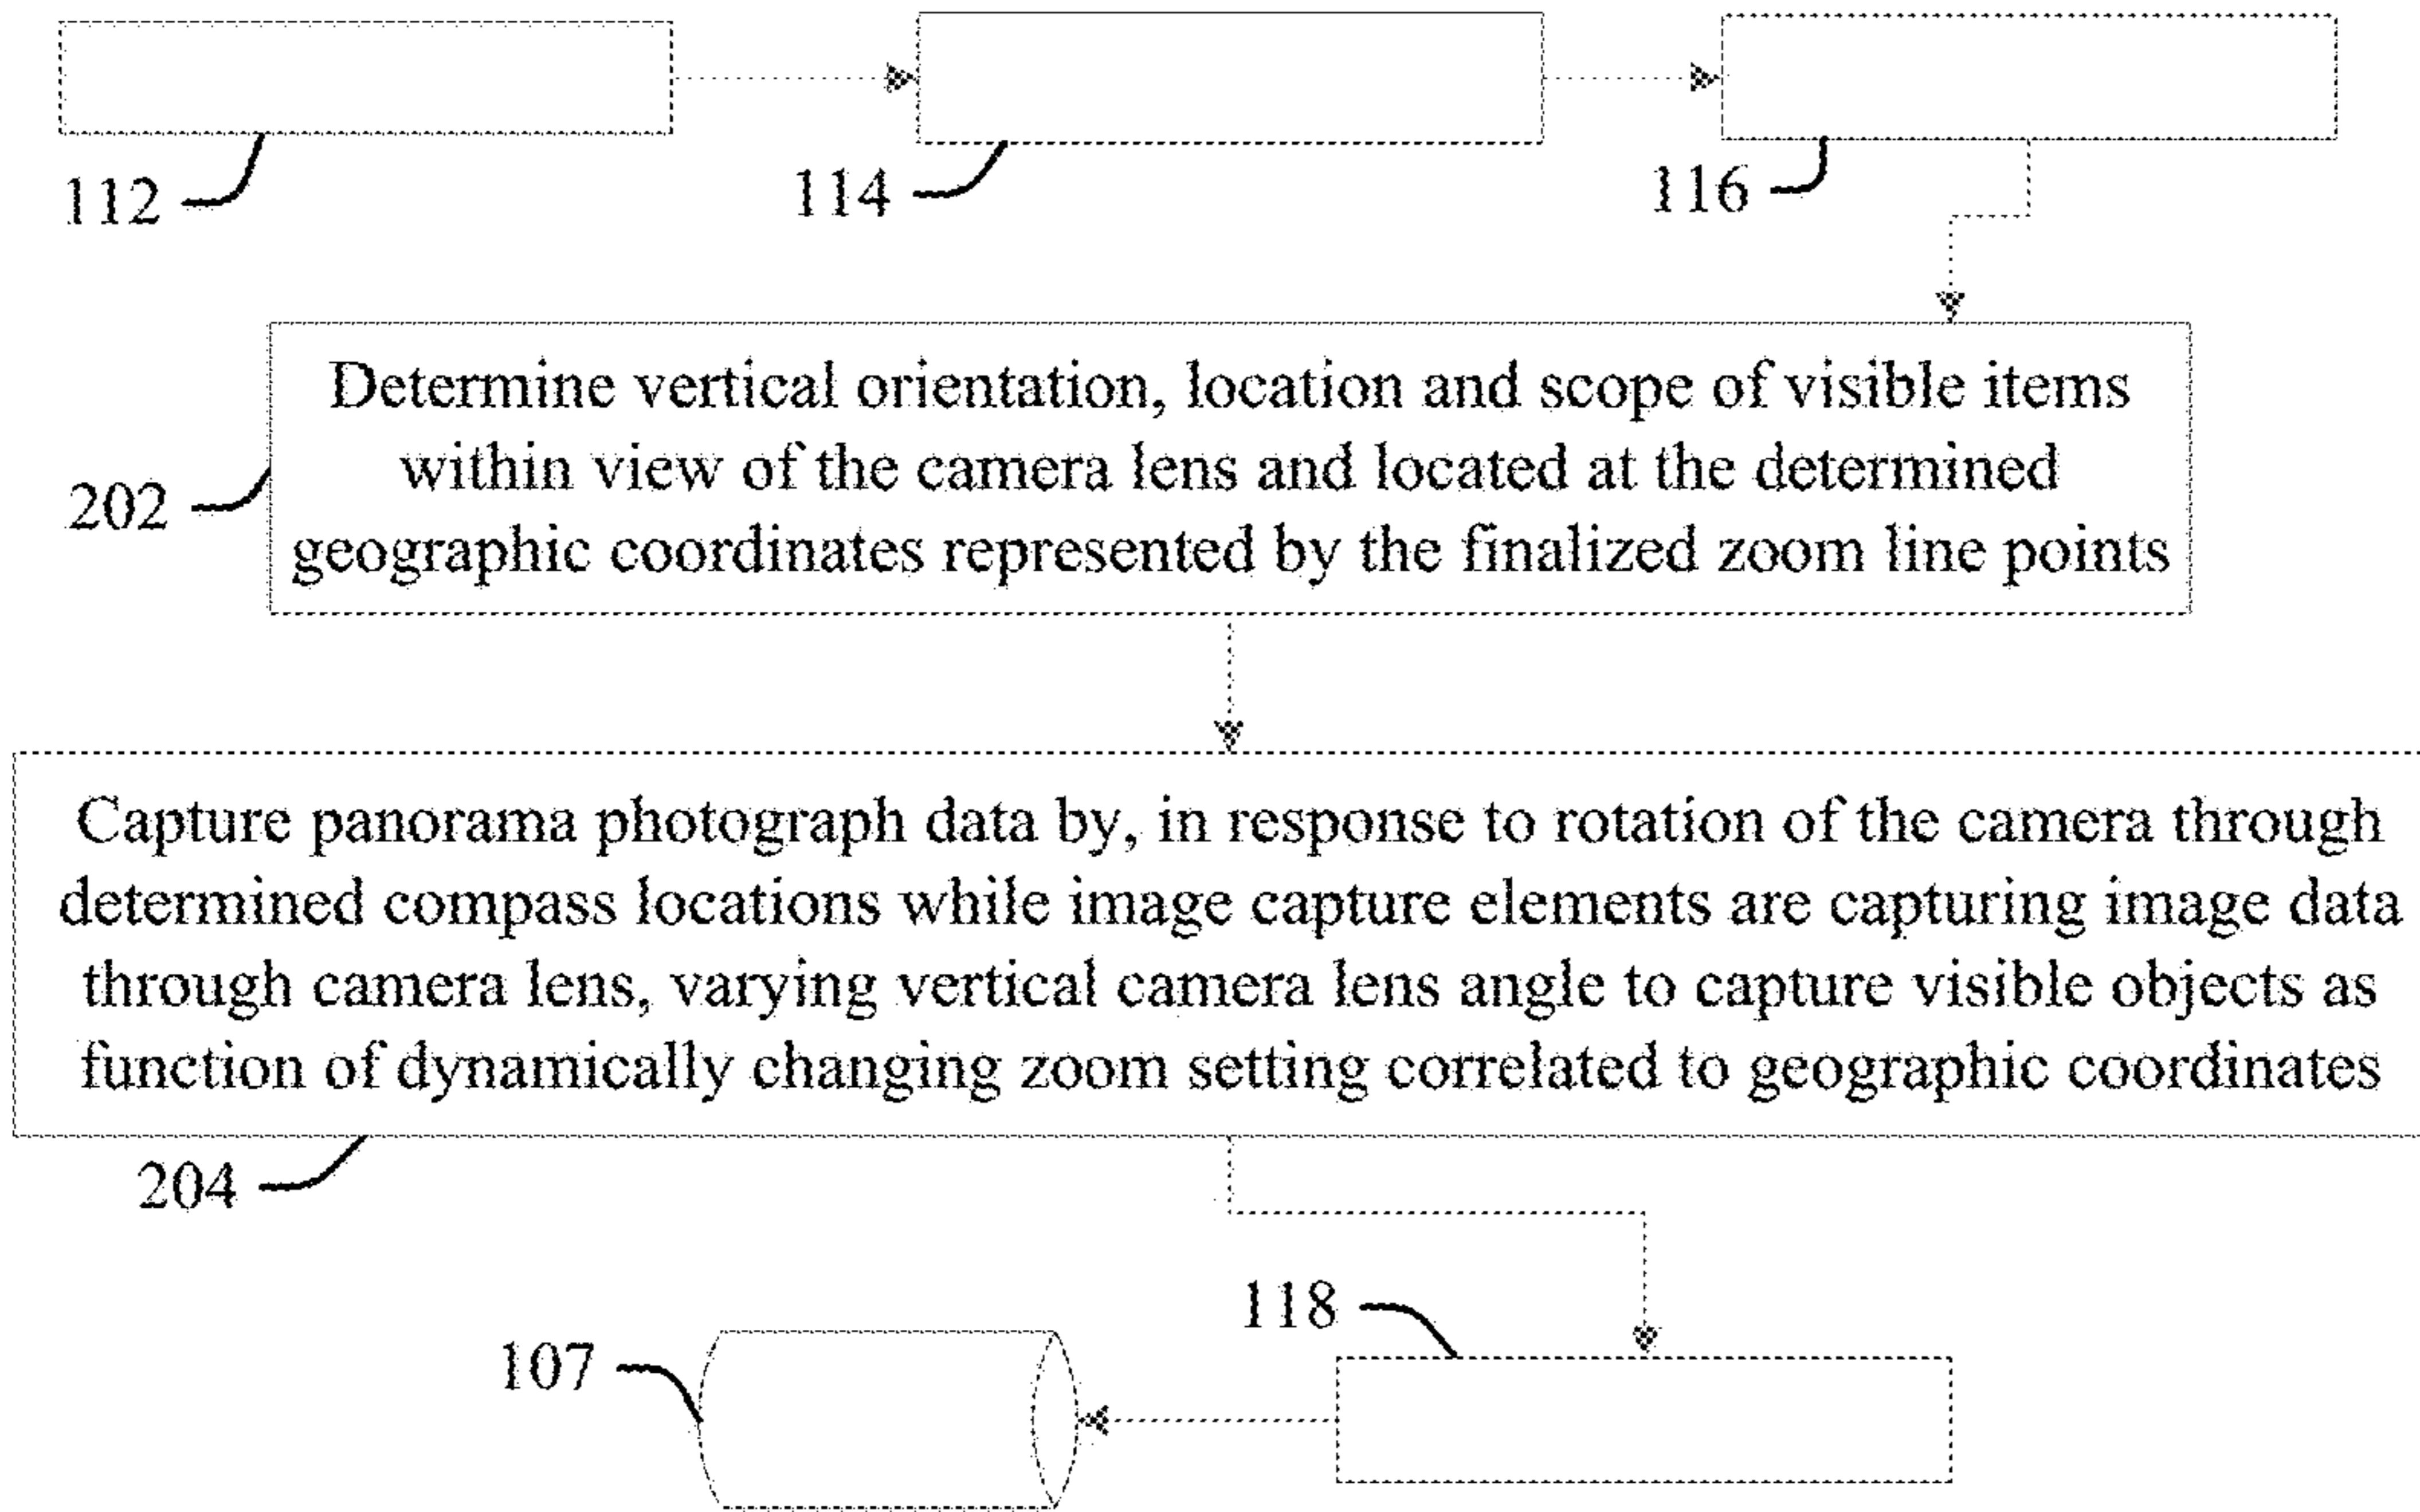 112
114
116
Determine vertical orientation, location and scope of visible items
within view of the camera lens and located at the determined
geographic coordinates represented by the finalized zoom line points
202
Capture panorama photograph data by, in response to rotation of the camera through
determined compass locations while image capture elements are capturing image data
through camera lens, varying vertical camera lens angle to capture visible objects as
function of dynamically changing zoom setting correlated to geographic coordinates
204
118
107